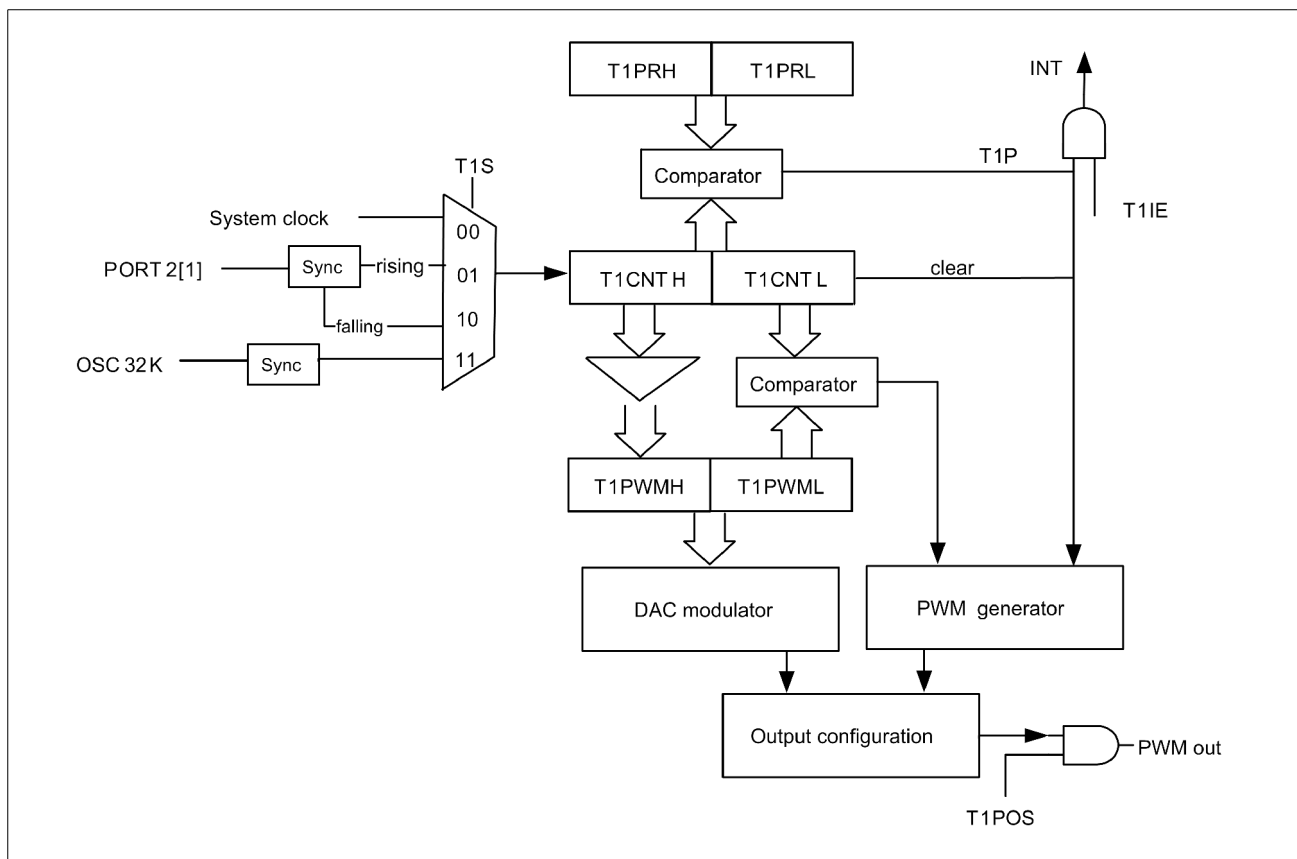 T1PRH T1PRL
INT
T1S
Comparator
T1P
T1IE
System clock
00
PORT 2[1]
Sync
rising
01
T1CNT H T1CNT L
clear
falling
10
OSC 32K
Sync
11
Comparator
T1PWMH T1PWML
DAC modulator
PWM generator
Output configuration
PWM out
T1POS